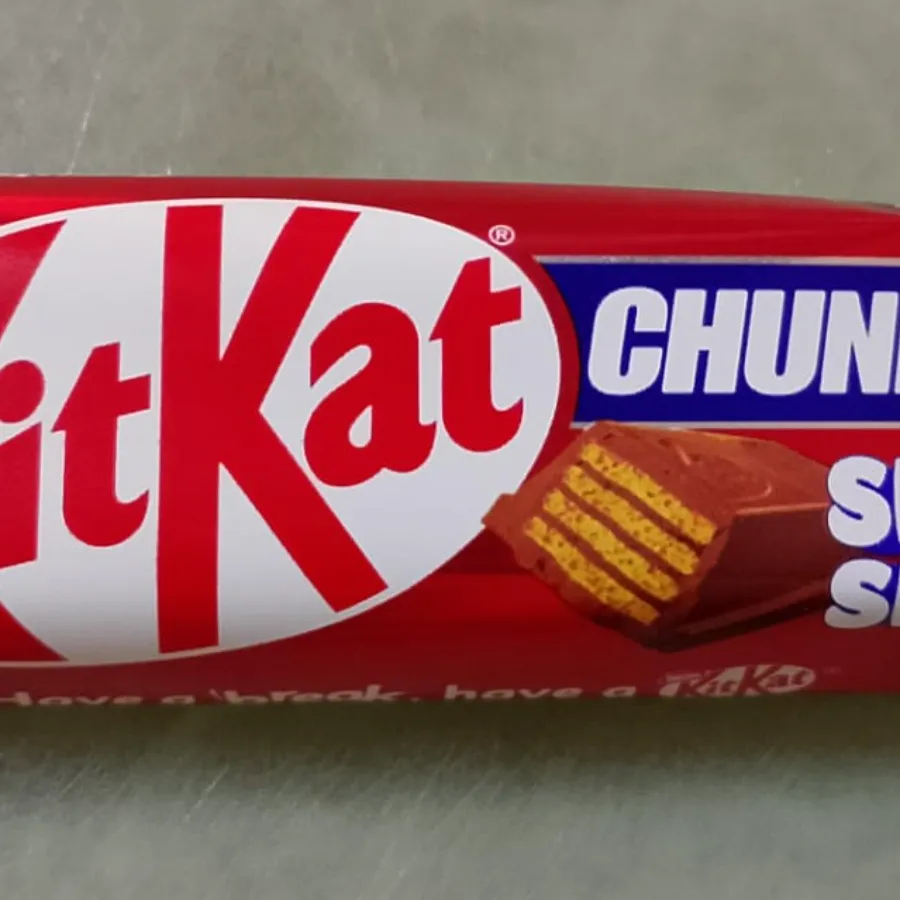 itKat®
CHUN
S
S
Have a break, have a KitKat